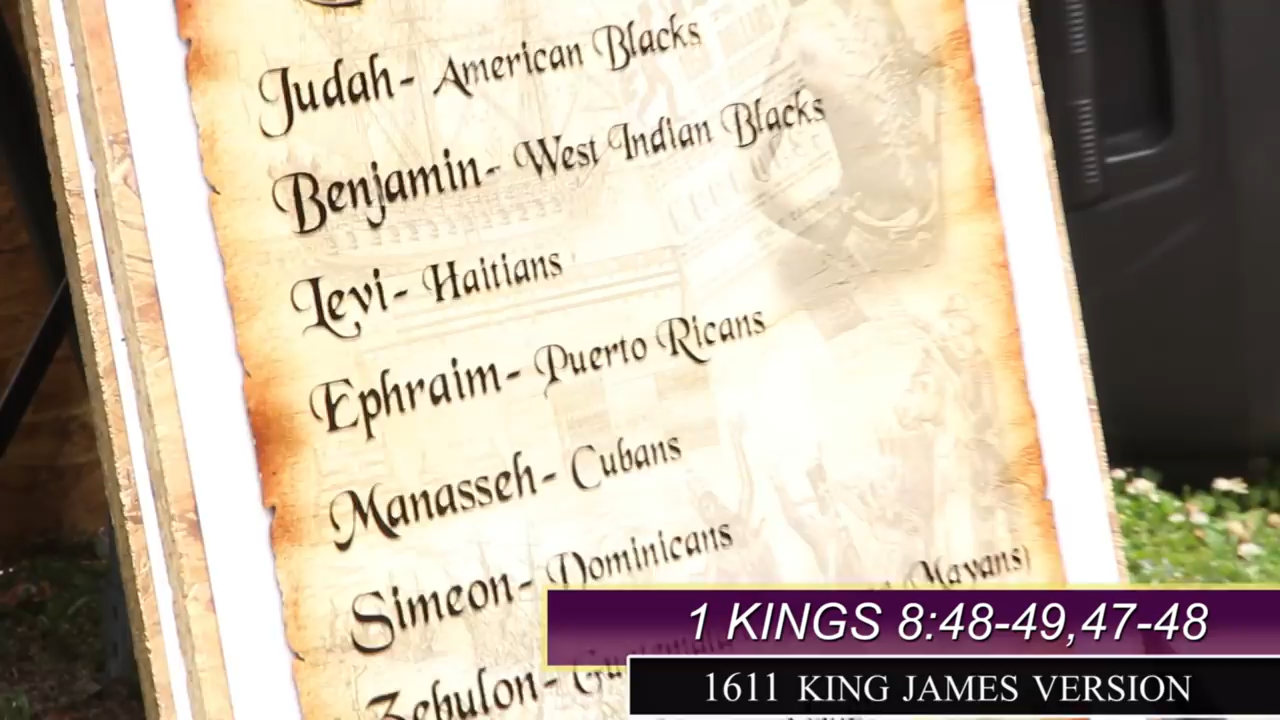 Judah- American Blacks
Benjamin- West Indian Blacks
Levi- Haitians
Ephraim- Puerto Ricans
Manasseh- Cubans
Simeon- Dominicans
Zebulon-
Mayans)
1 KINGS 8:48-49,47-48
1611 KING JAMES VERSION